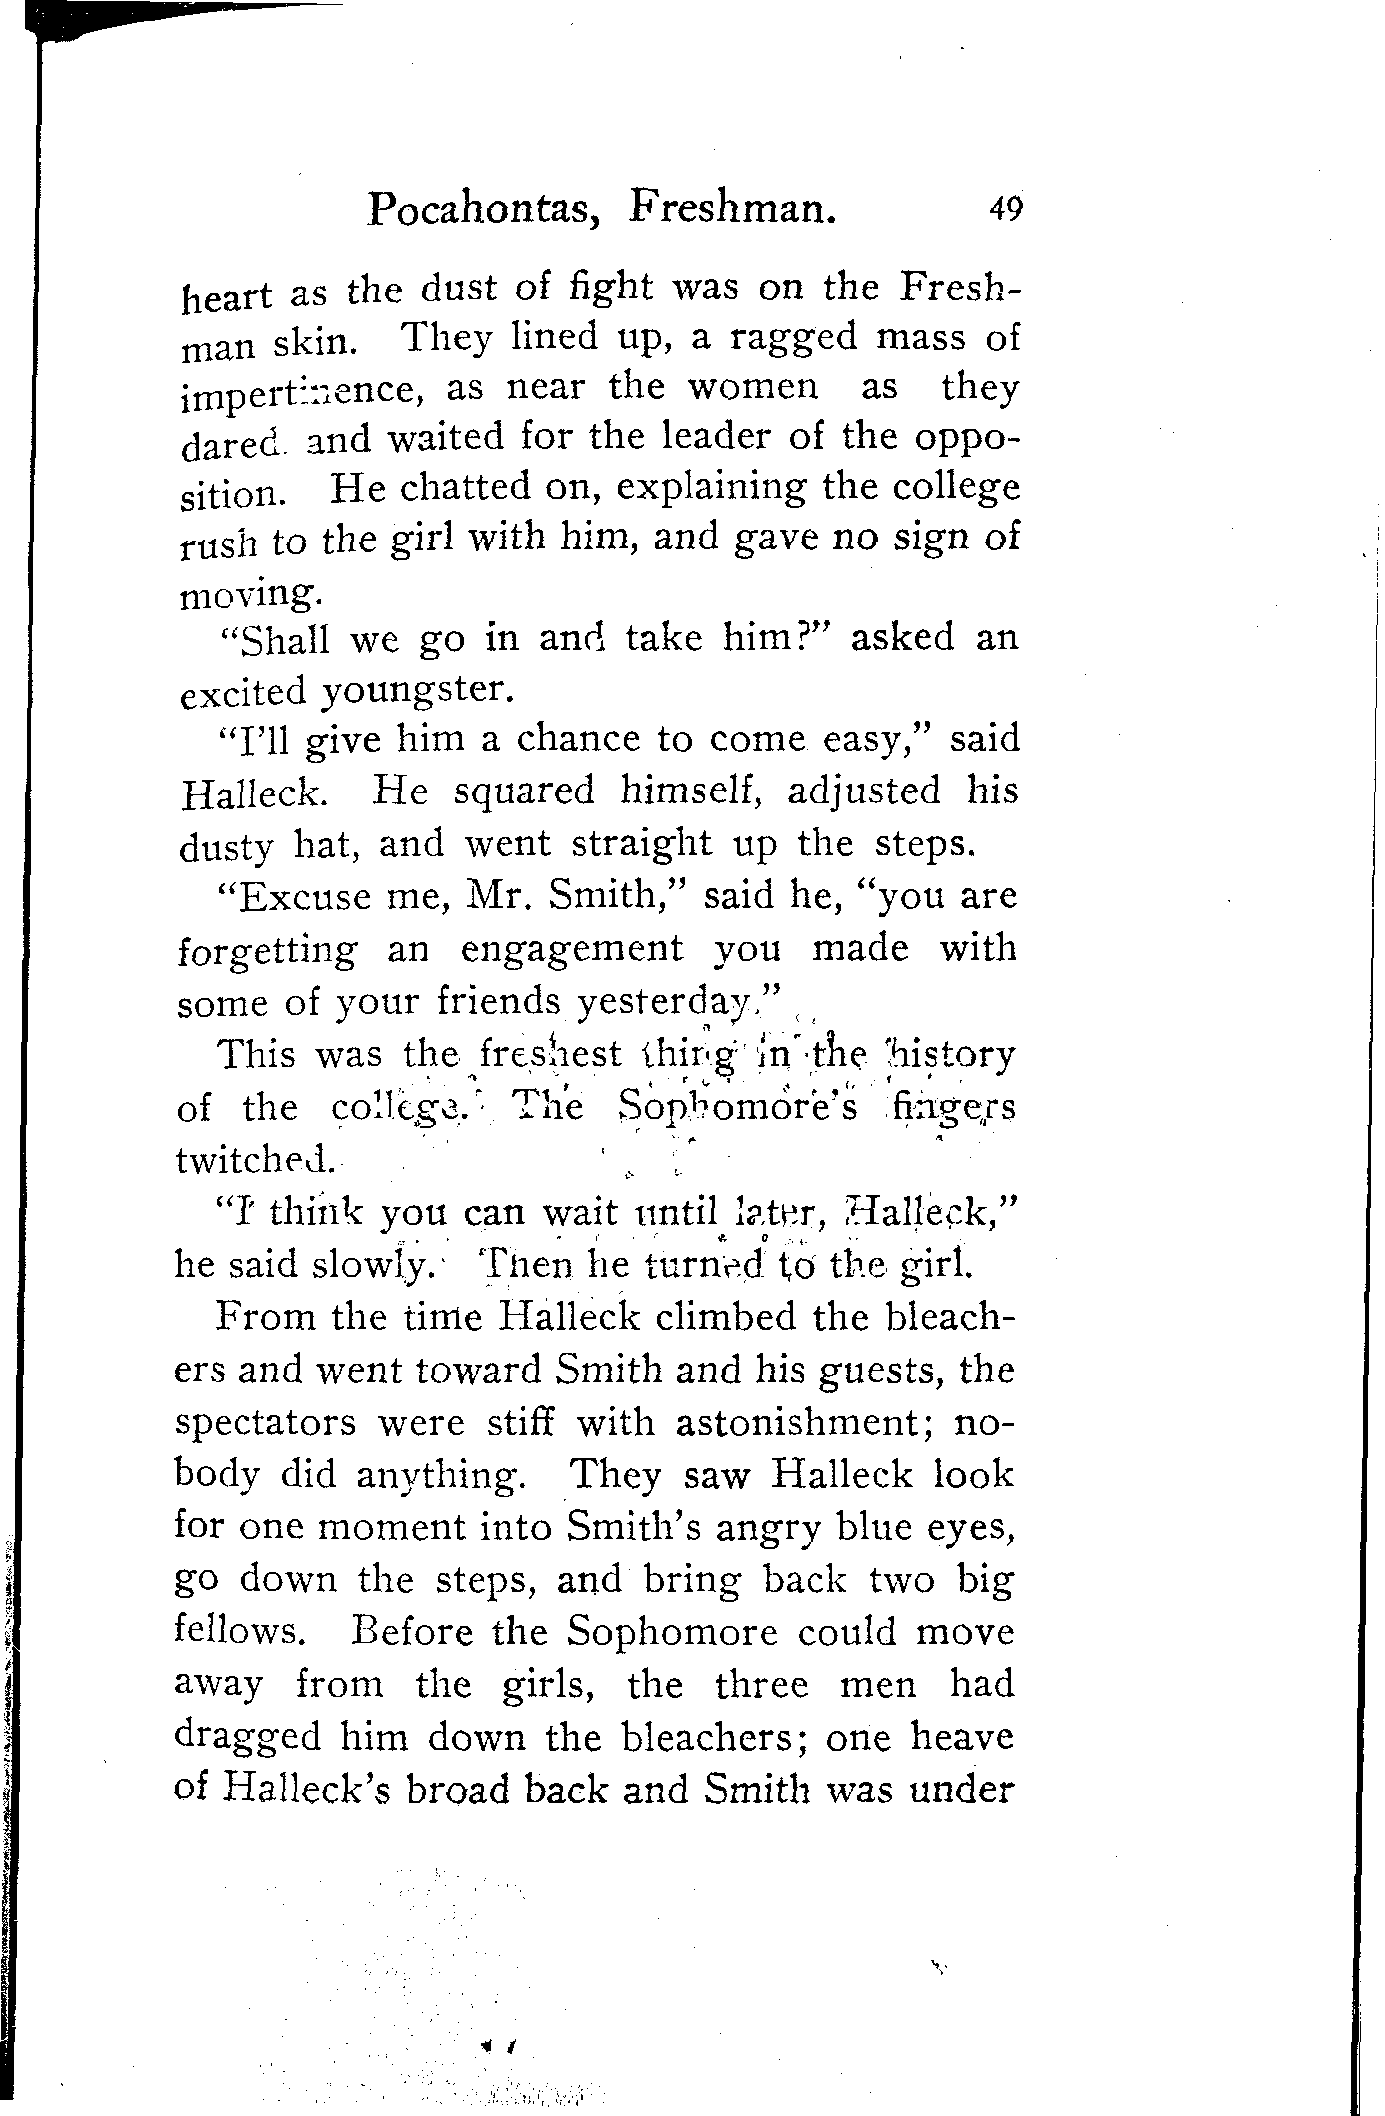 Pocahontas, Freshman. 49
heart as the dust of fight was on the Fresh-
man skin. They lined up, a ragged mass of
impertinence, as near the women as they
dared. and waited for the leader of the oppo-
sition. He chatted on, explaining the college
rush to the girl with him, and gave no sign of
moving.
“Shall we go in and take him?” asked an
excited youngster.
“I’ll give him a chance to come easy,” said
Halleck. He squared himself, adjusted his
dusty hat, and went straight up the steps.
“Excuse me, Mr. Smith,” said he, “you are
forgetting an engagement you made with
some of your friends yesterday.”
This was the freshest thing in the history
of the college. The Sophomore’s fingers
twitched.
“I think you can wait until later, Halleck,”
he said slowly. Then he turned to the girl.
From the time Halleck climbed the bleach-
ers and went toward Smith and his guests, the
spectators were stiff with astonishment; no-
body did anything. They saw Halleck look
for one moment into Smith’s angry blue eyes,
go down the steps, and bring back two big
fellows. Before the Sophomore could move
away from the girls, the three men had
dragged him down the bleachers; one heave
of Halleck’s broad back and Smith was under